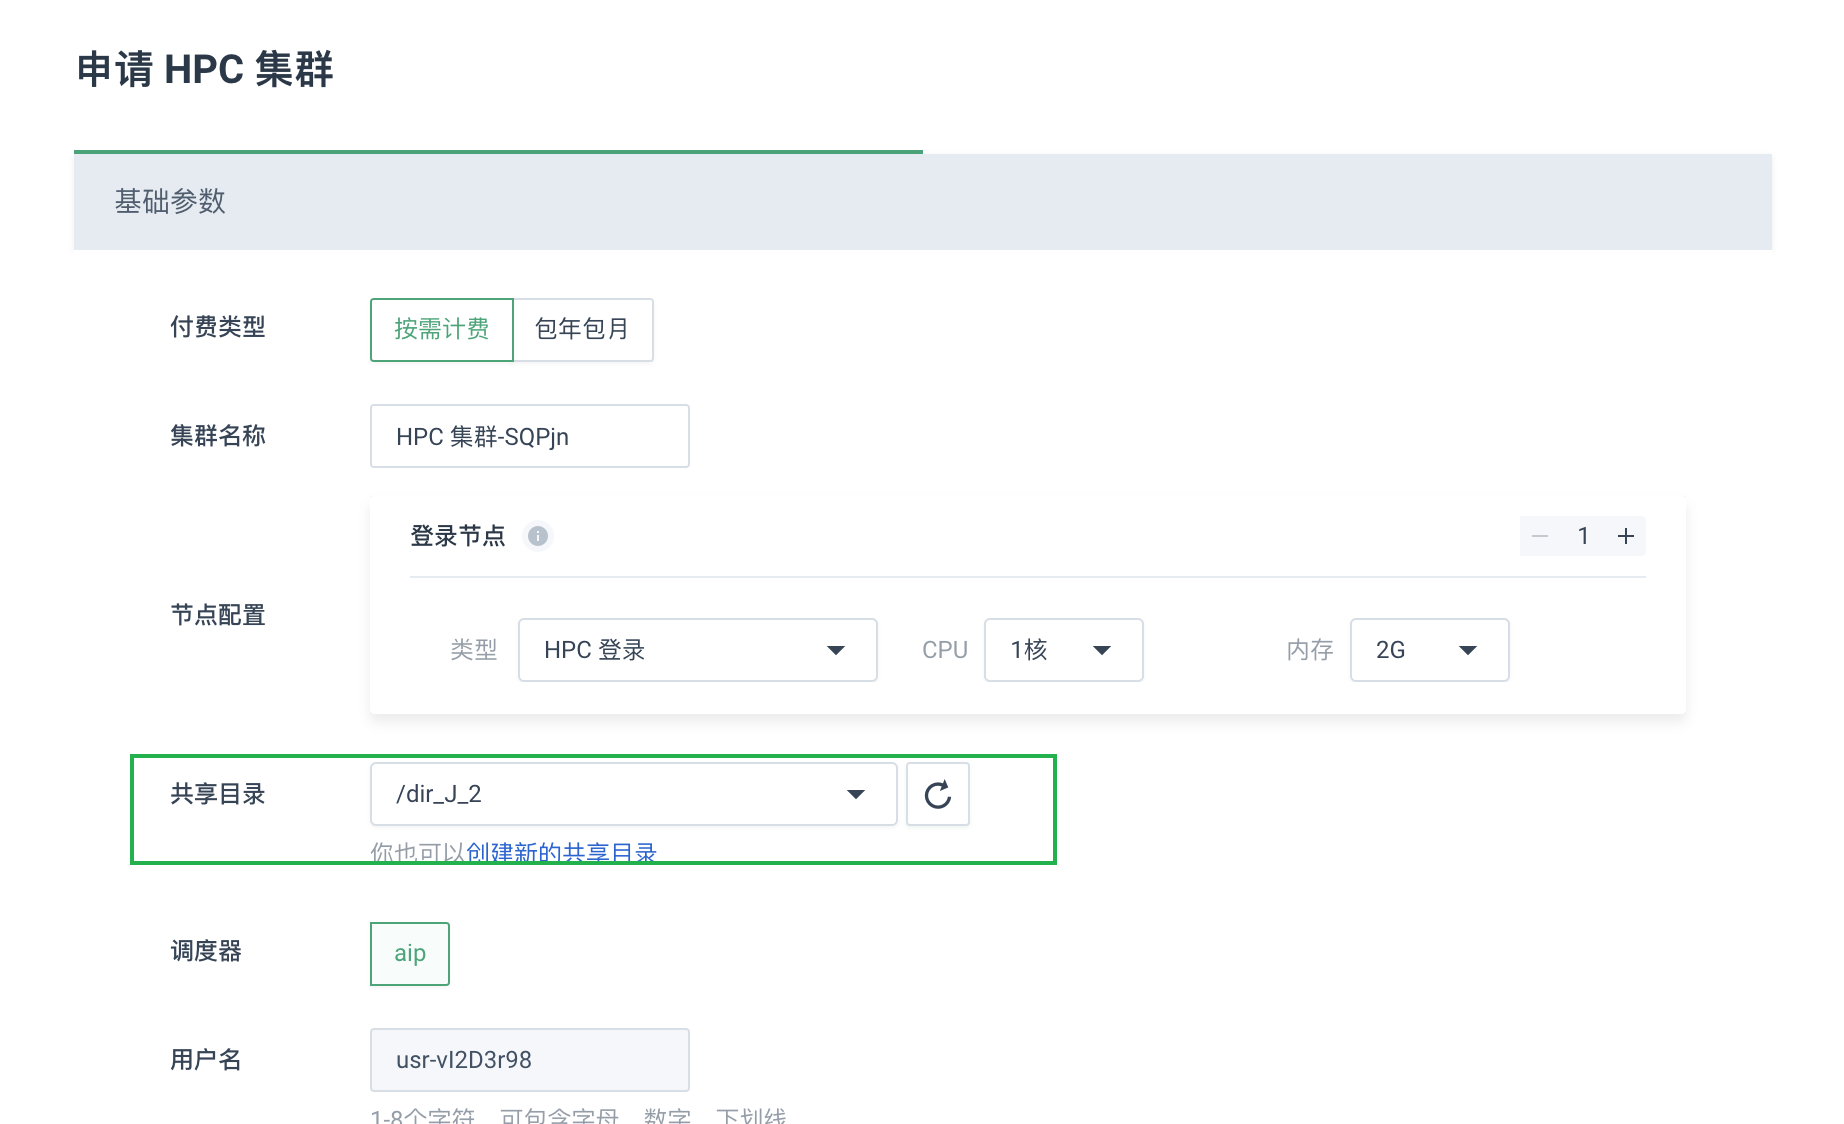 申请 HPC 集群
基础参数
付费类型 按需计费 包年包月
集群名称 HPC 集群-SQPjn
登录节点 1
节点配置
类型 HPC 登录 CPU 1核 内存 2G
共享目录 /dir_J_2
你也可以创建新的共享目录
调度器 aip
用户名 usr-vI2D3r98
1-8个字符 可包含字母 数字 下划线